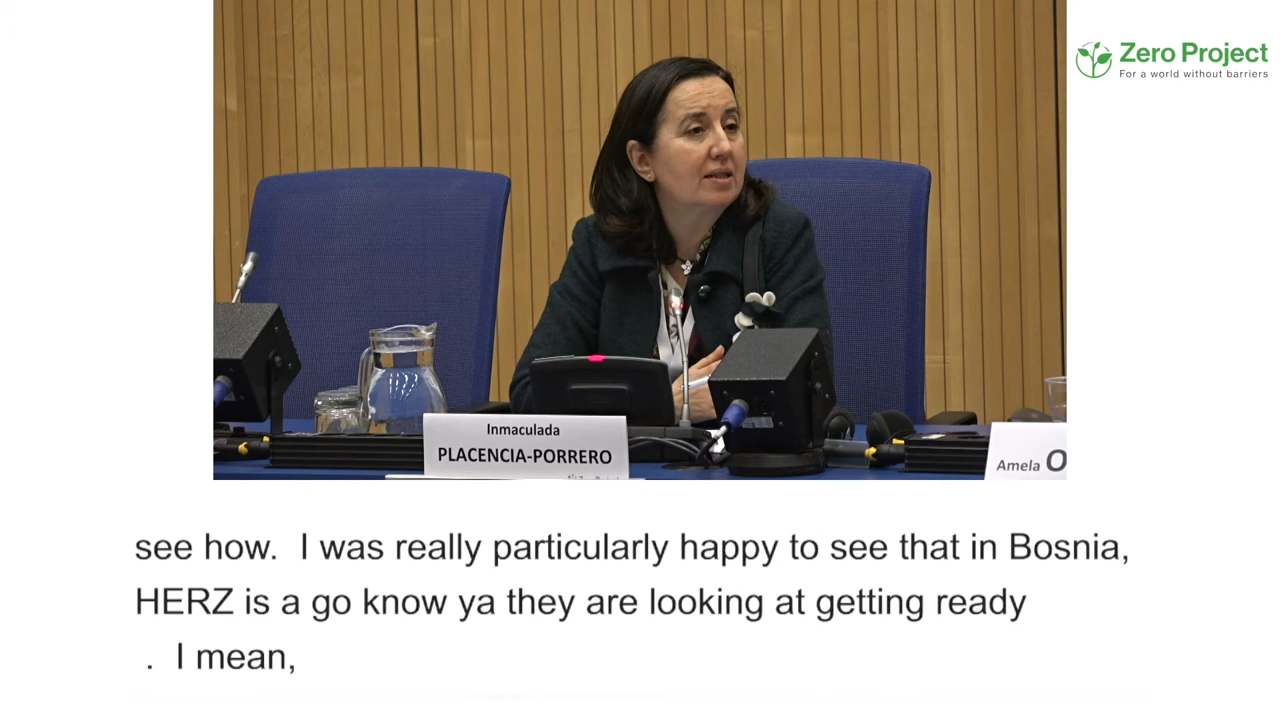 Zero Project
For a world without barriers
Inmaculada
PLACENCIA-PORRERO
Amela O
see how. I was really particularly happy to see that in Bosnia,
HERZ is a go know ya they are looking at getting ready
. I mean,